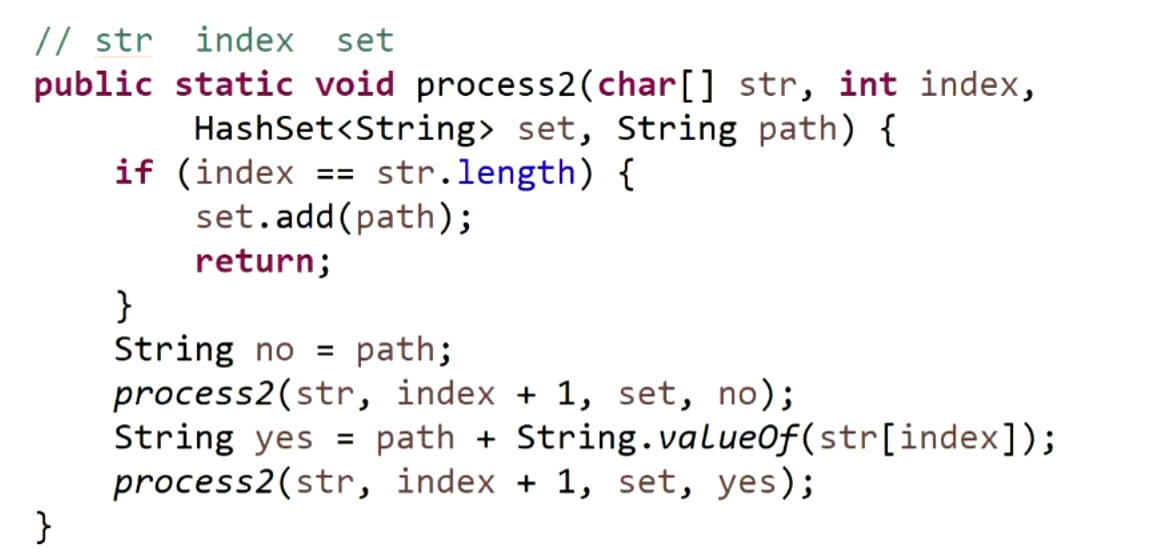 // str  index  set
public static void process2(char[] str, int index,
        HashSet<String> set, String path) {
    if (index == str.length) {
        set.add(path);
        return;
    }
    String no = path;
    process2(str, index + 1, set, no);
    String yes = path + String.valueOf(str[index]);
    process2(str, index + 1, set, yes);
}